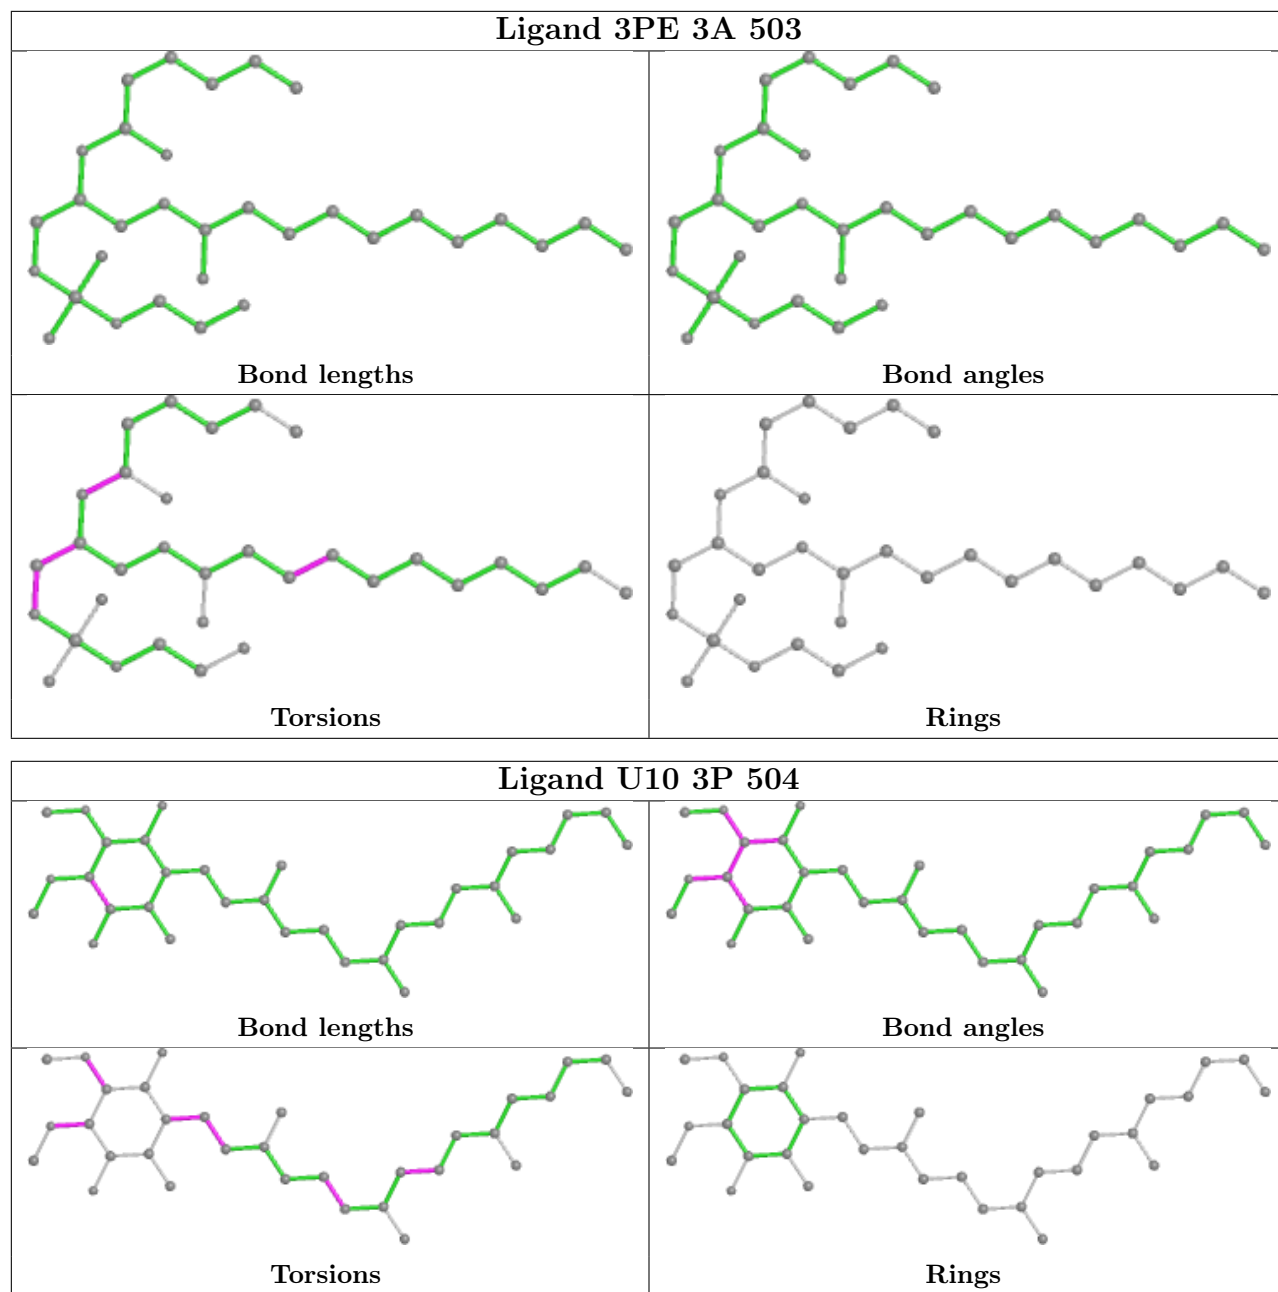 Ligand 3PE 3A 503
Bond lengths
Bond angles
Torsions
Rings
Ligand U10 3P 504
Bond lengths
Bond angles
Torsions
Rings